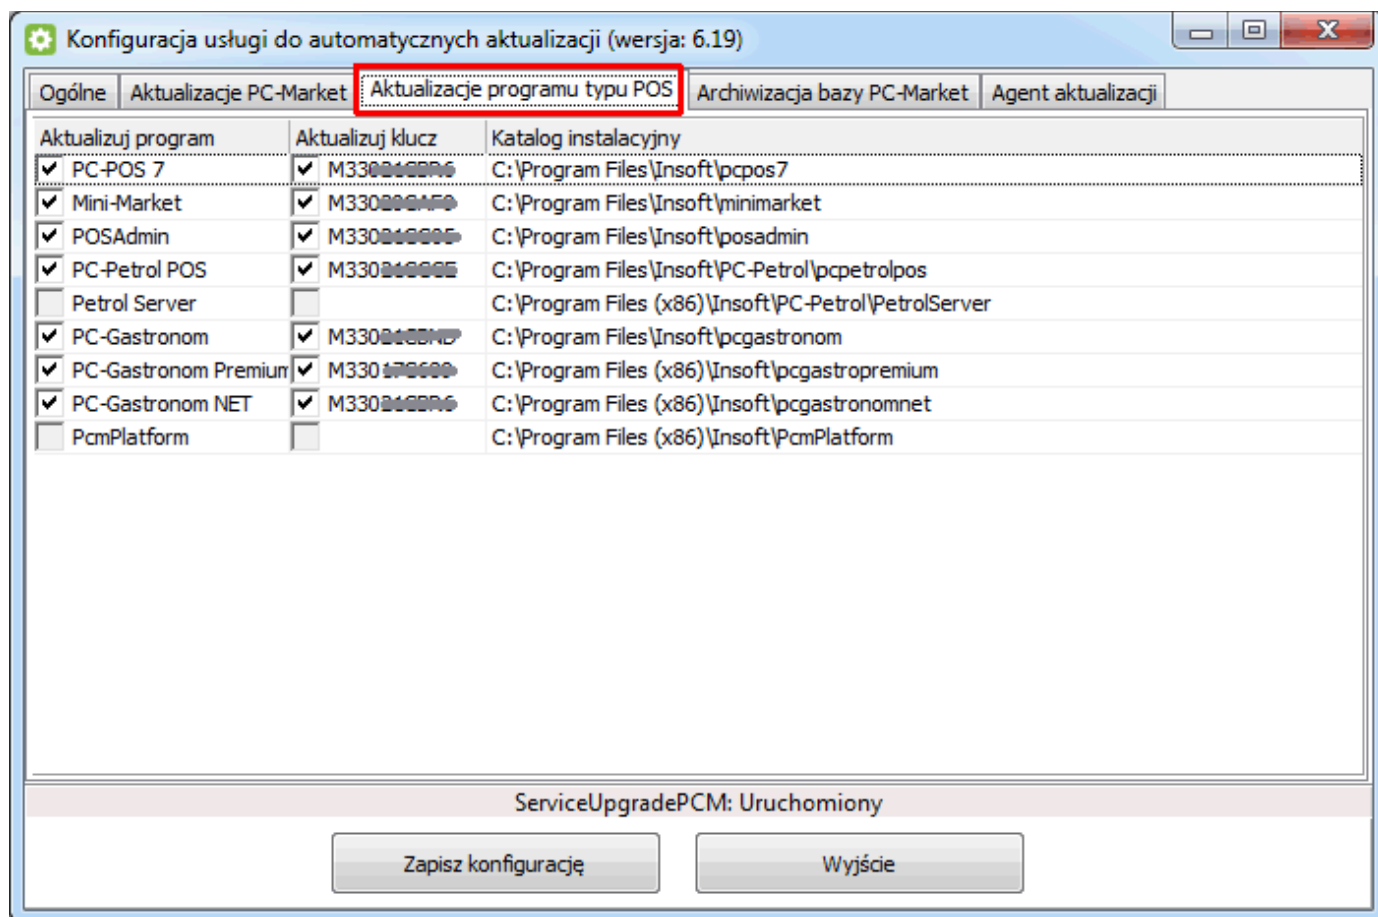 Konfiguracja usługi do automatycznych aktualizacji (wersja: 6.19)
Ogólne Aktualizacje PC-Market Aktualizacje programu typu POS Archiwizacja bazy PC-Market Agent aktualizacji
Aktualizuj program Aktualizuj klucz Katalog instalacyjny
PC-POS 7 C:\Program Files\Insoft\pcpos7
Mini-Market C:\Program Files\Insoft\minimarket
POSAdmin C:\Program Files\Insoft\posadmin
PC-Petrol POS C:\Program Files\Insoft\PC-Petrol\pcpetrolpos
Petrol Server C:\Program Files (x86)\Insoft\PC-Petrol\PetrolServer
PC-Gastronom C:\Program Files\Insoft\pcgastronom
PC-Gastronom Premium C:\Program Files (x86)\Insoft\pcgastropremium
PC-Gastronom NET C:\Program Files (x86)\Insoft\pcgastronomnet
PcmPlatform C:\Program Files (x86)\Insoft\PcmPlatform
ServiceUpgradePCM: Uruchomiony
Zapisz konfigurację Wyjście